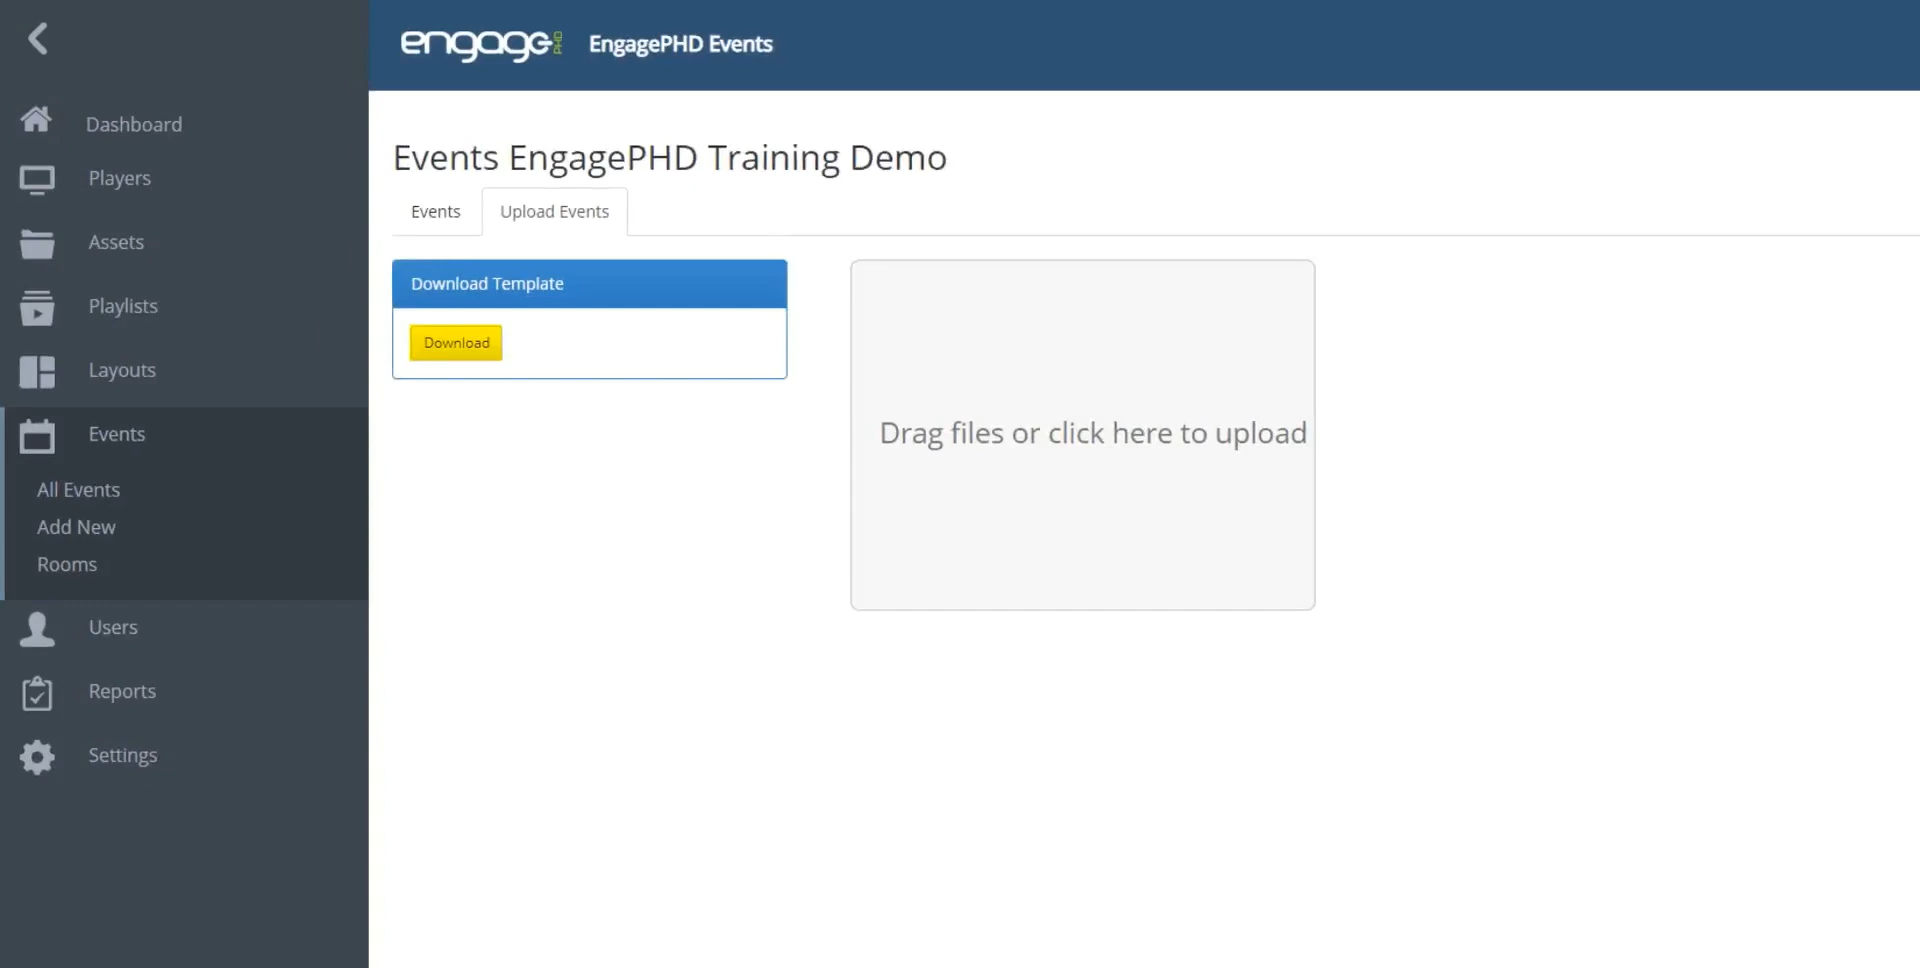 engage PHD EngagePHD Events
Dashboard
Players
Assets
Playlists
Layouts
Events
All Events
Add New
Rooms
Users
Reports
Settings
Events EngagePHD Training Demo
Events Upload Events
Download Template
Download
Drag files or click here to upload